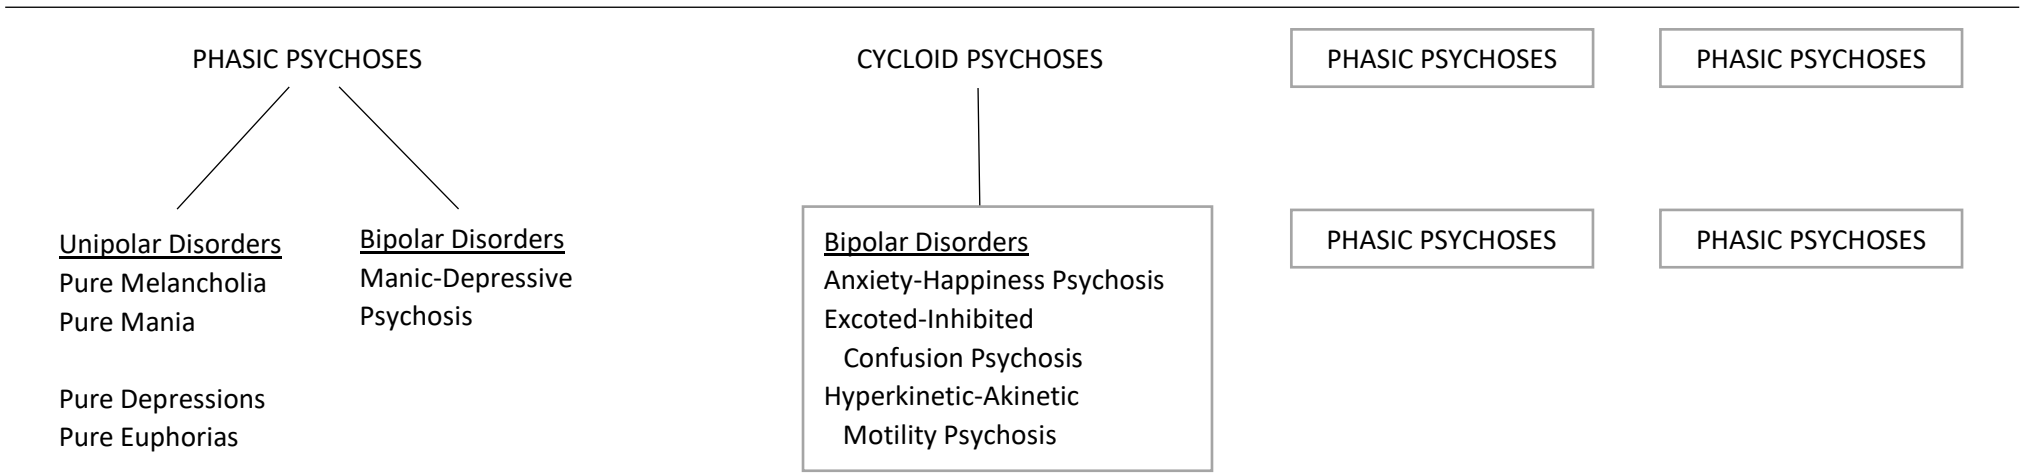 PHASIC PSYCHOSES
CYCLOID PSYCHOSES
PHASIC PSYCHOSES
PHASIC PSYCHOSES
Unipolar Disorders
Pure Melancholia
Pure Mania
Pure Depressions
Pure Euphorias
Bipolar Disorders
Manic-Depressive
Psychosis
Bipolar Disorders
Anxiety-Happiness Psychosis
Excoted-Inhibited
Confusion Psychosis
Hyperkinetic-Akinetic
Motility Psychosis
PHASIC PSYCHOSES
PHASIC PSYCHOSES